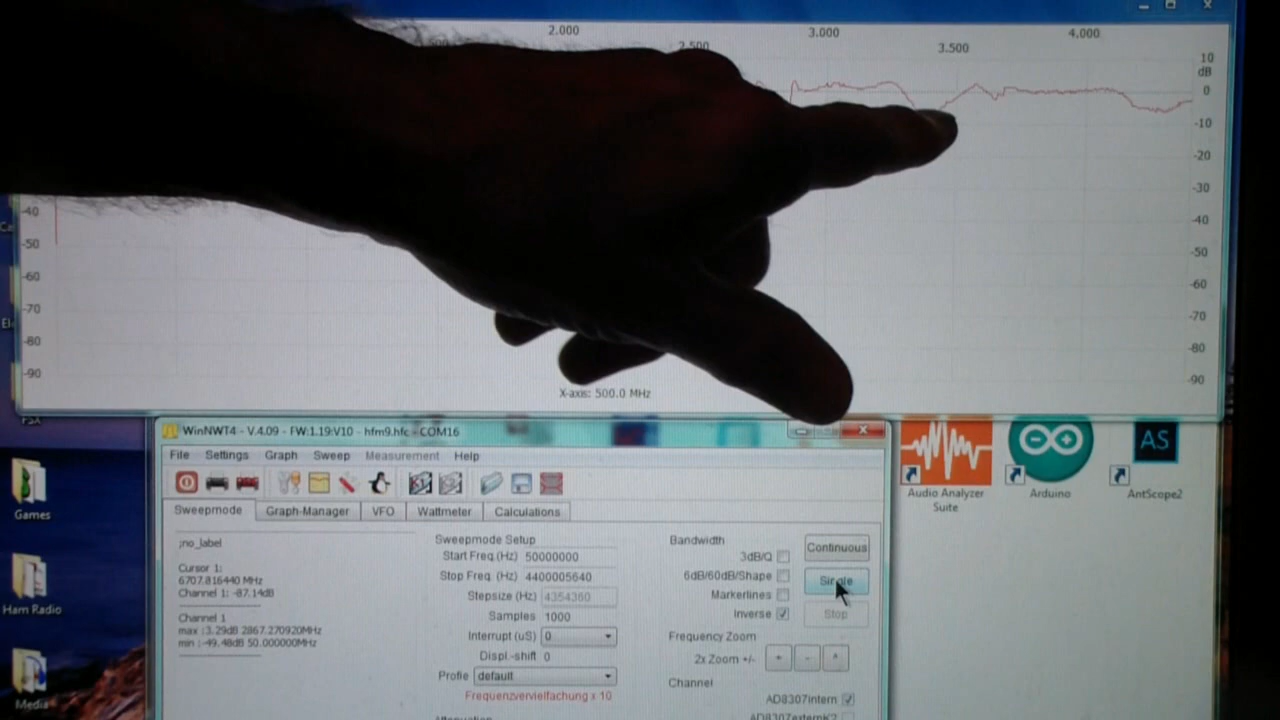 2.000 3.000 4.000
2.500 3.500
10
dB
0
-10
-20
-30
-40 -40
-50 -50
-60 -60
-70 -70
-80 -80
-90 -90
X-axis: 500.0 MHz
FSX
Games
Ham Radio
Media
WinNWT4 - V.4.09 - FW:1.19:V10 - hfm9.hfc - COM16
File Settings Graph Sweep Measurement Help
Sweepmode Graph-Manager VFO Wattmeter Calculations
;no_label
Cursor 1:
6707.816440 MHz
Channel 1: -87.14dB
Channel 1
max :3.29dB 2867.270920MHz
min :-49.48dB 50.000000MHz
Sweepmode Setup
Start Freq.(Hz) 50000000
Stop Freq. (Hz) 4400005640
Stepsize (Hz) 4354360
Samples 1000
Interrupt (uS) 0
Displ.-shift 0
Profie default
Frequenzvervielfachung x 10
Attenuation
Bandwidth
3dB/Q
6dB/60dB/Shape
Markerlines
Inverse
Frequency Zoom
2x Zoom +/- + - ^
Channel
AD8307intern
AD8307externK2
Continuous
Single
Stop
Audio Analyzer
Suite
Arduino
AS
AntScope2